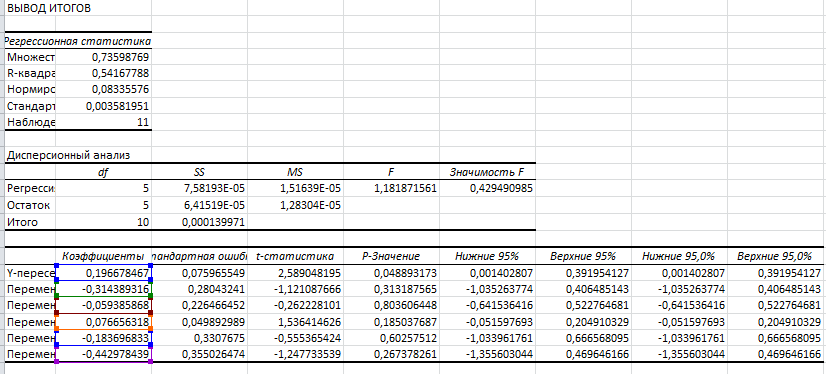 ВЫВОД ИТОГОВ
Регрессионная статистика
Множест 0,73598769
R-квадра 0,54167788
Нормирс 0,08335576
Стандарт 0,003581951
Наблюде 11
Дисперсионный анализ
df SS MS F Значимость F
Регресси 5 7,58193E-05 1,51639E-05 1,181871561 0,429490985
Остаток 5 6,41519E-05 1,28304E-05
Итого 10 0,000139971
Коэффициенты тандартная ошиб t-статистика P-Значение Нижние 95% Верхние 95% Нижние 95,0% Верхние 95,0%
Y-пересе 0,196678467 0,075965549 2,589048195 0,048893173 0,001402807 0,391954127 0,001402807 0,391954127
Перемен -0,314389316 0,28043241 -1,121087666 0,313187565 -1,035263774 0,406485143 -1,035263774 0,406485143
Перемен -0,059385868 0,226466452 -0,262228101 0,803606448 -0,641536416 0,522764681 -0,641536416 0,522764681
Перемен 0,076656318 0,049892989 1,536414626 0,185037687 -0,051597693 0,204910329 -0,051597693 0,204910329
Перемен -0,183696833 0,3307675 -0,555365424 0,60257512 -1,033961761 0,666568095 -1,033961761 0,666568095
Перемен -0,442978439 0,355026474 -1,247733539 0,267378261 -1,355603044 0,469646166 -1,355603044 0,469646166